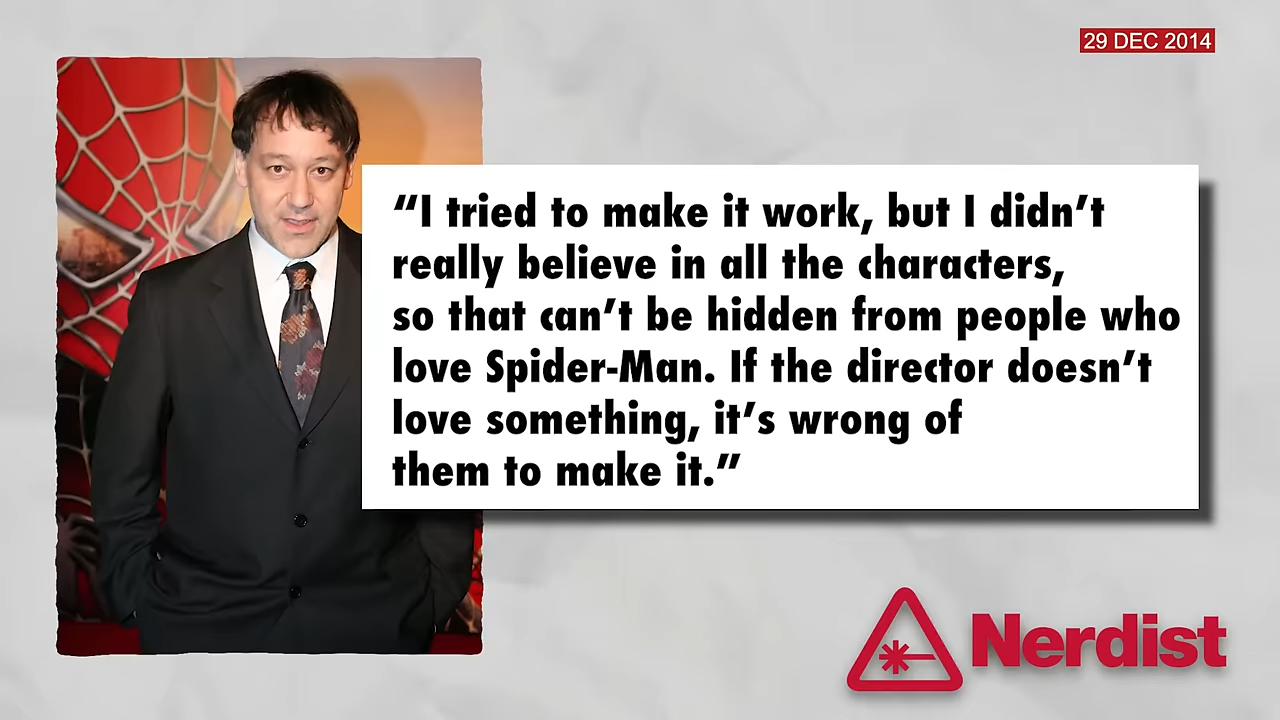 29 DEC 2014
“I tried to make it work, but I didn’t
really believe in all the characters,
so that can’t be hidden from people who
love Spider-Man. If the director doesn’t
love something, it’s wrong of
them to make it.”
Nerdist